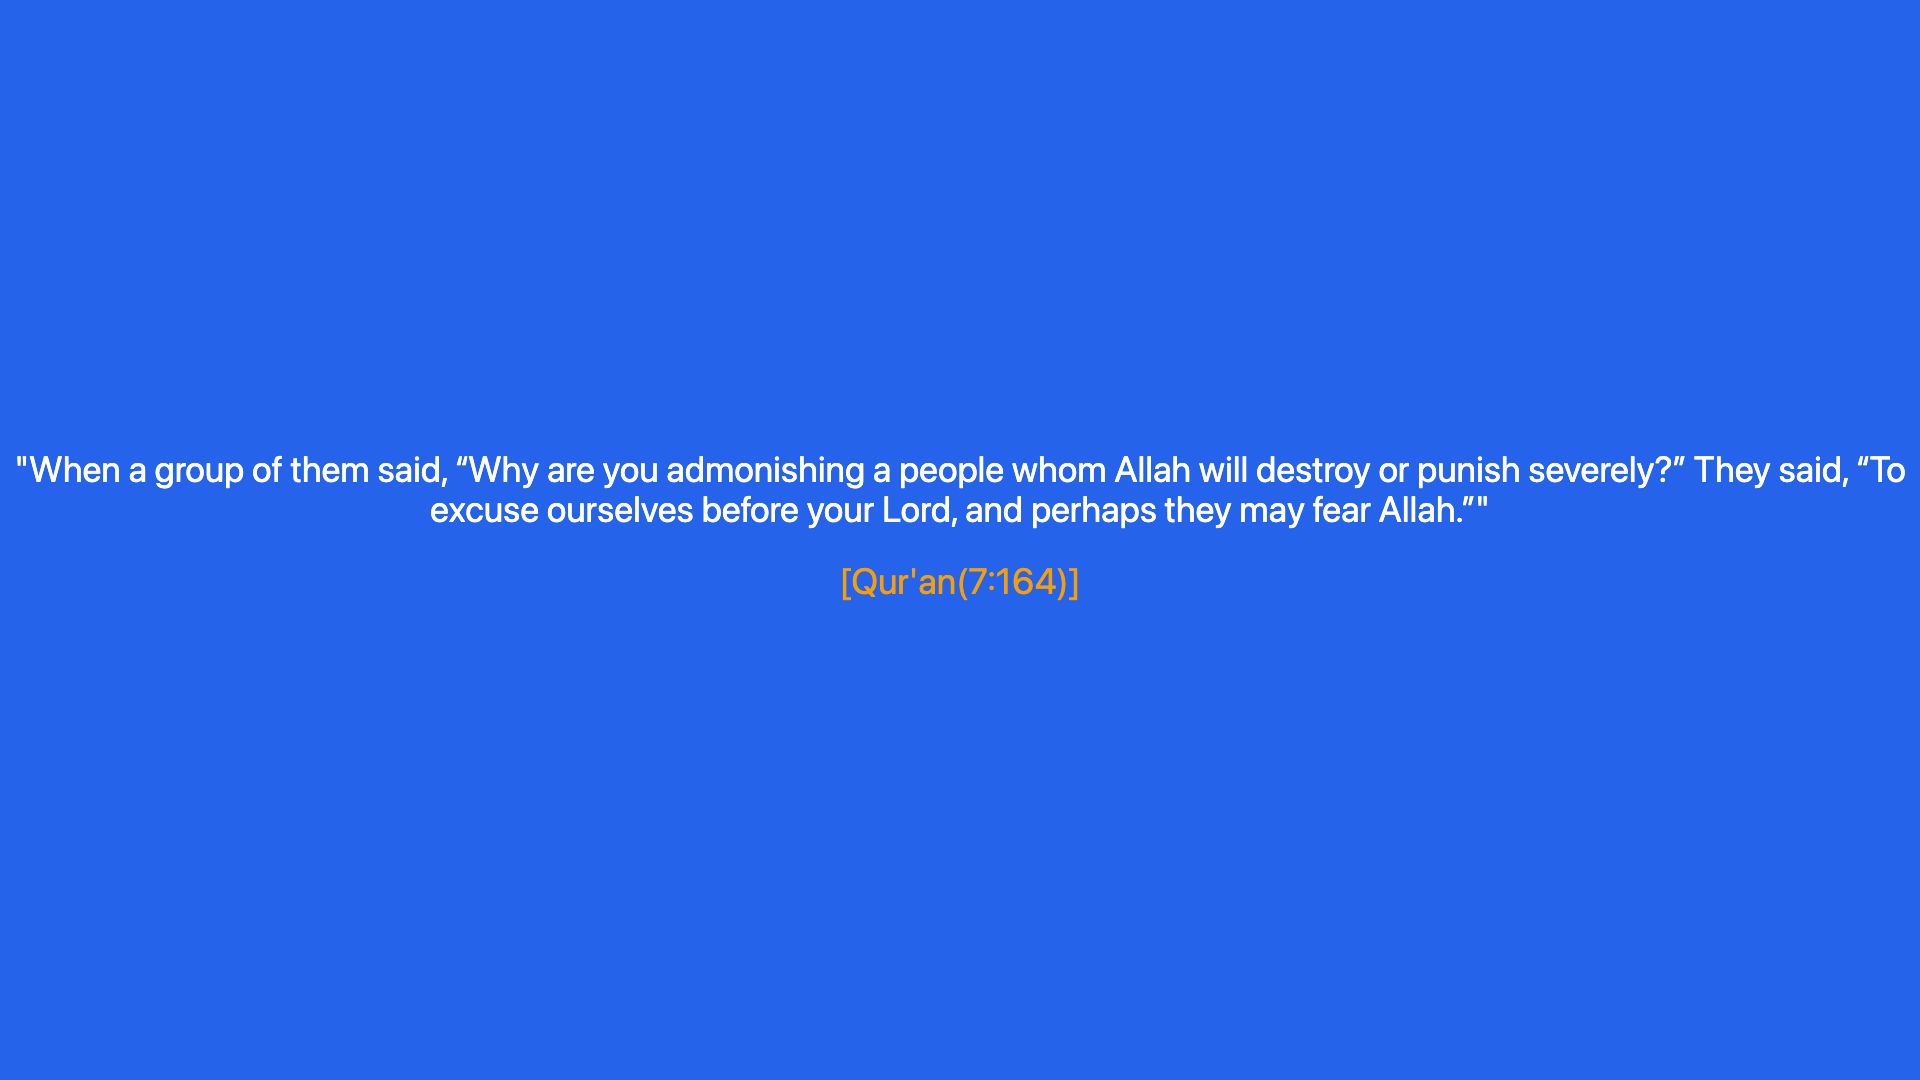 "When a group of them said, “Why are you admonishing a people whom Allah will destroy or punish severely?” They said, “To
excuse ourselves before your Lord, and perhaps they may fear Allah.”"
[Qur'an(7:164)]